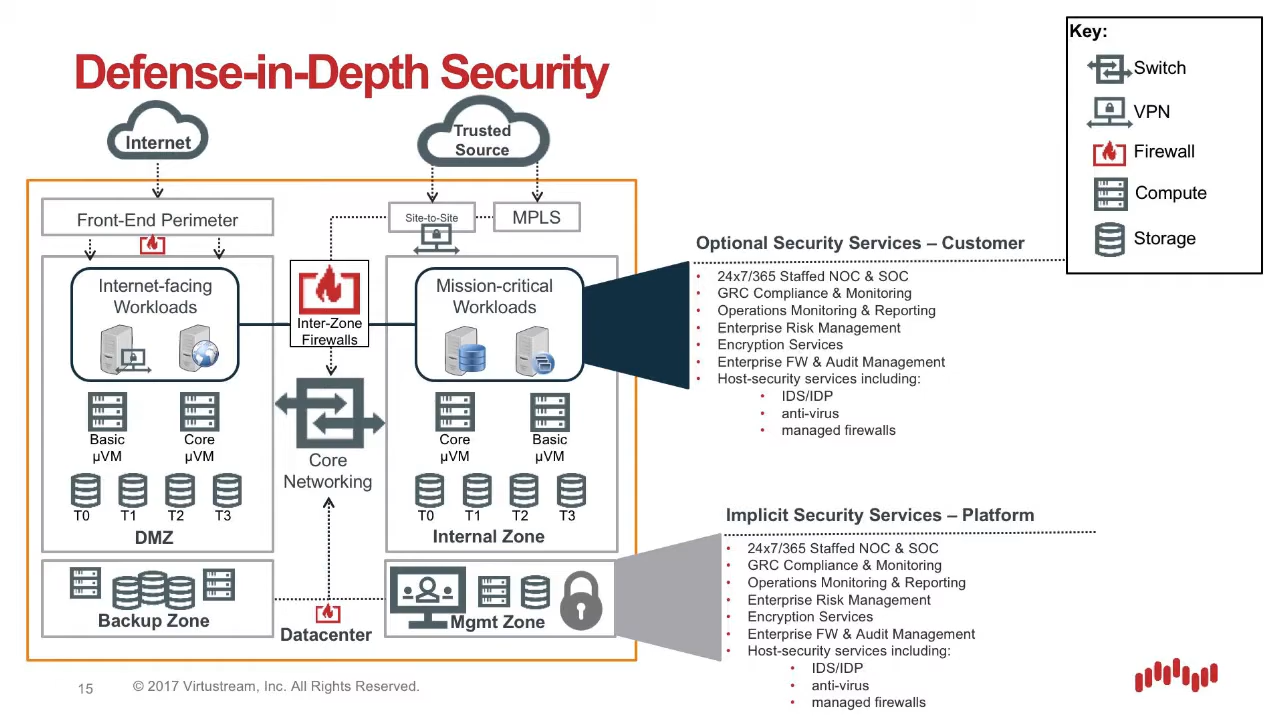 Defense-in-Depth Security
Key:
Switch
VPN
Firewall
Compute
Storage
Internet
Trusted
Source
Front-End Perimeter
Site-to-Site
MPLS
Internet-facing
Workloads
Inter-Zone
Firewalls
Mission-critical
Workloads
Basic
µVM
Core
µVM
Core
Networking
Core
µVM
Basic
µVM
T0
T1
T2
T3
DMZ
T0
T1
T2
T3
Internal Zone
Backup Zone
Datacenter
Mgmt Zone
Optional Security Services – Customer
• 24x7/365 Staffed NOC & SOC
• GRC Compliance & Monitoring
• Operations Monitoring & Reporting
• Enterprise Risk Management
• Encryption Services
• Enterprise FW & Audit Management
• Host-security services including:
• IDS/IDP
• anti-virus
• managed firewalls
Implicit Security Services – Platform
• 24x7/365 Staffed NOC & SOC
• GRC Compliance & Monitoring
• Operations Monitoring & Reporting
• Enterprise Risk Management
• Encryption Services
• Enterprise FW & Audit Management
• Host-security services including:
• IDS/IDP
• anti-virus
• managed firewalls
15
© 2017 Virtustream, Inc. All Rights Reserved.